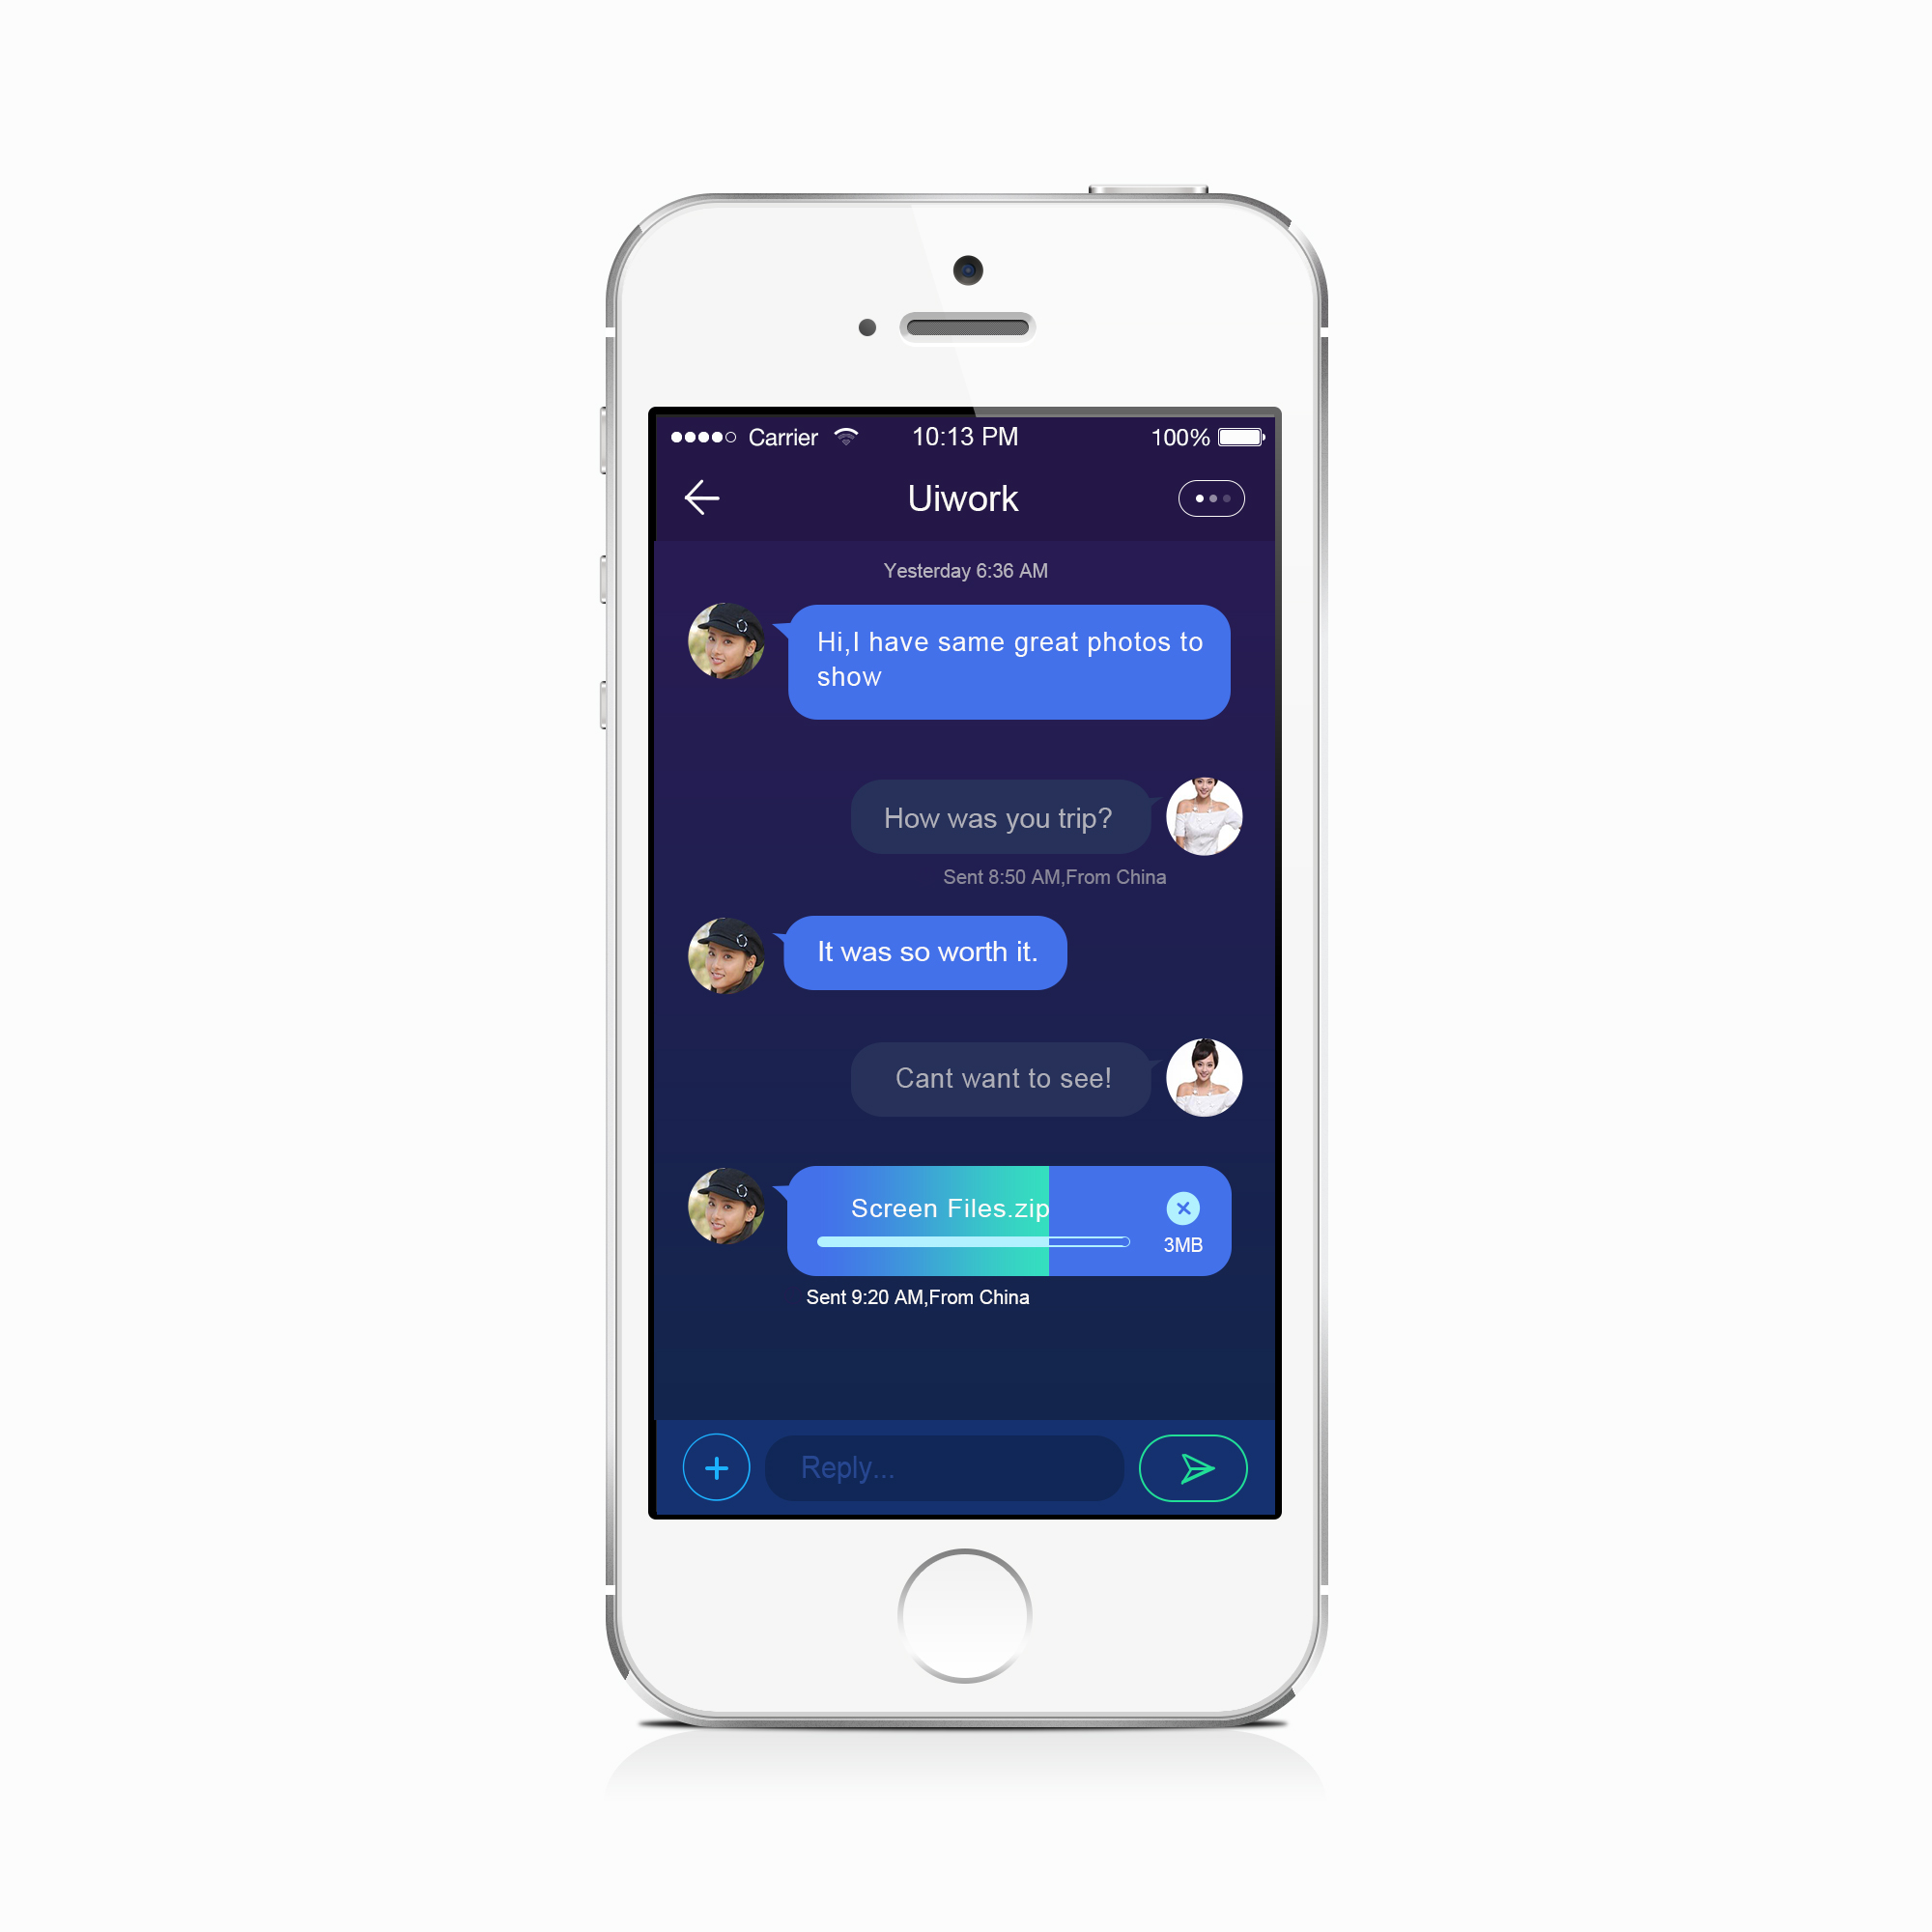 Carrier 10:13 PM 100%
Uiwork
Yesterday 6:36 AM
Hi,I have same great photos to
show
How was you trip?
Sent 8:50 AM,From China
It was so worth it.
Cant want to see!
Screen Files.zip
3MB
Sent 9:20 AM,From China
Reply...